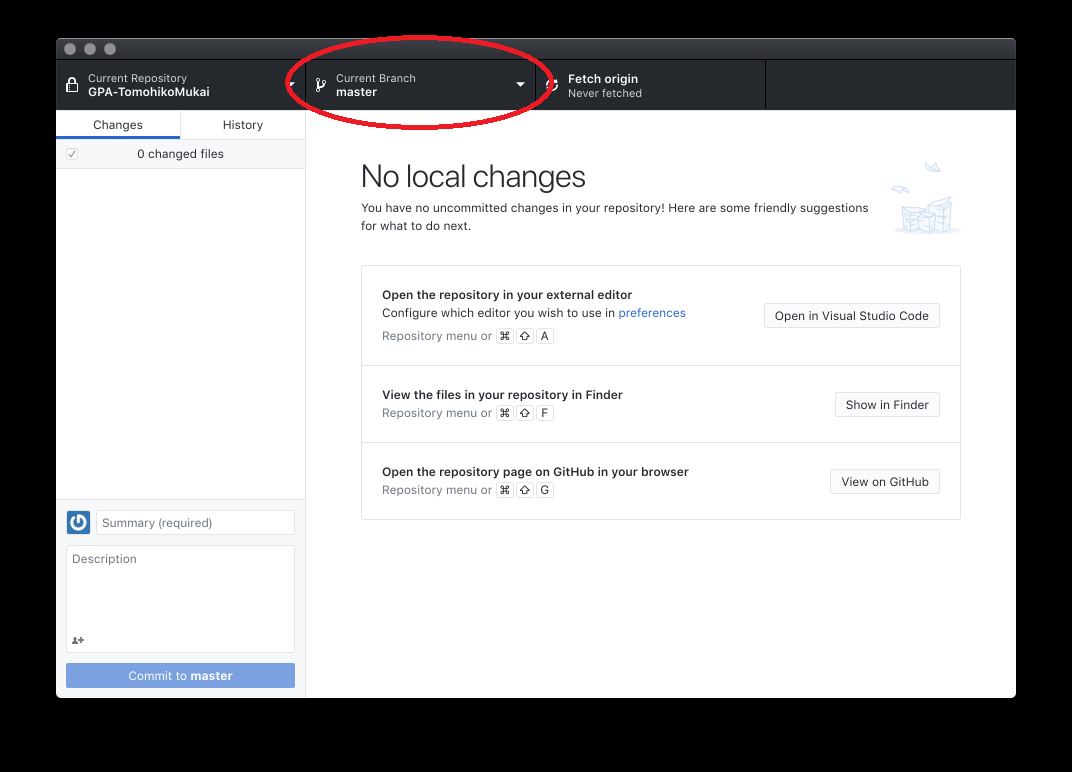 Current Repository
GPA-TomohikoMukai
Current Branch
master
Fetch origin
Never fetched
Changes
History
0 changed files
No local changes
You have no uncommitted changes in your repository! Here are some friendly suggestions
for what to do next.
Open the repository in your external editor
Configure which editor you wish to use in preferences
Repository menu or ⌘ ⇧ A
Open in Visual Studio Code
View the files in your repository in Finder
Repository menu or ⌘ ⇧ F
Show in Finder
Open the repository page on GitHub in your browser
Repository menu or ⌘ ⇧ G
View on GitHub
Summary (required)
Description
Commit to master